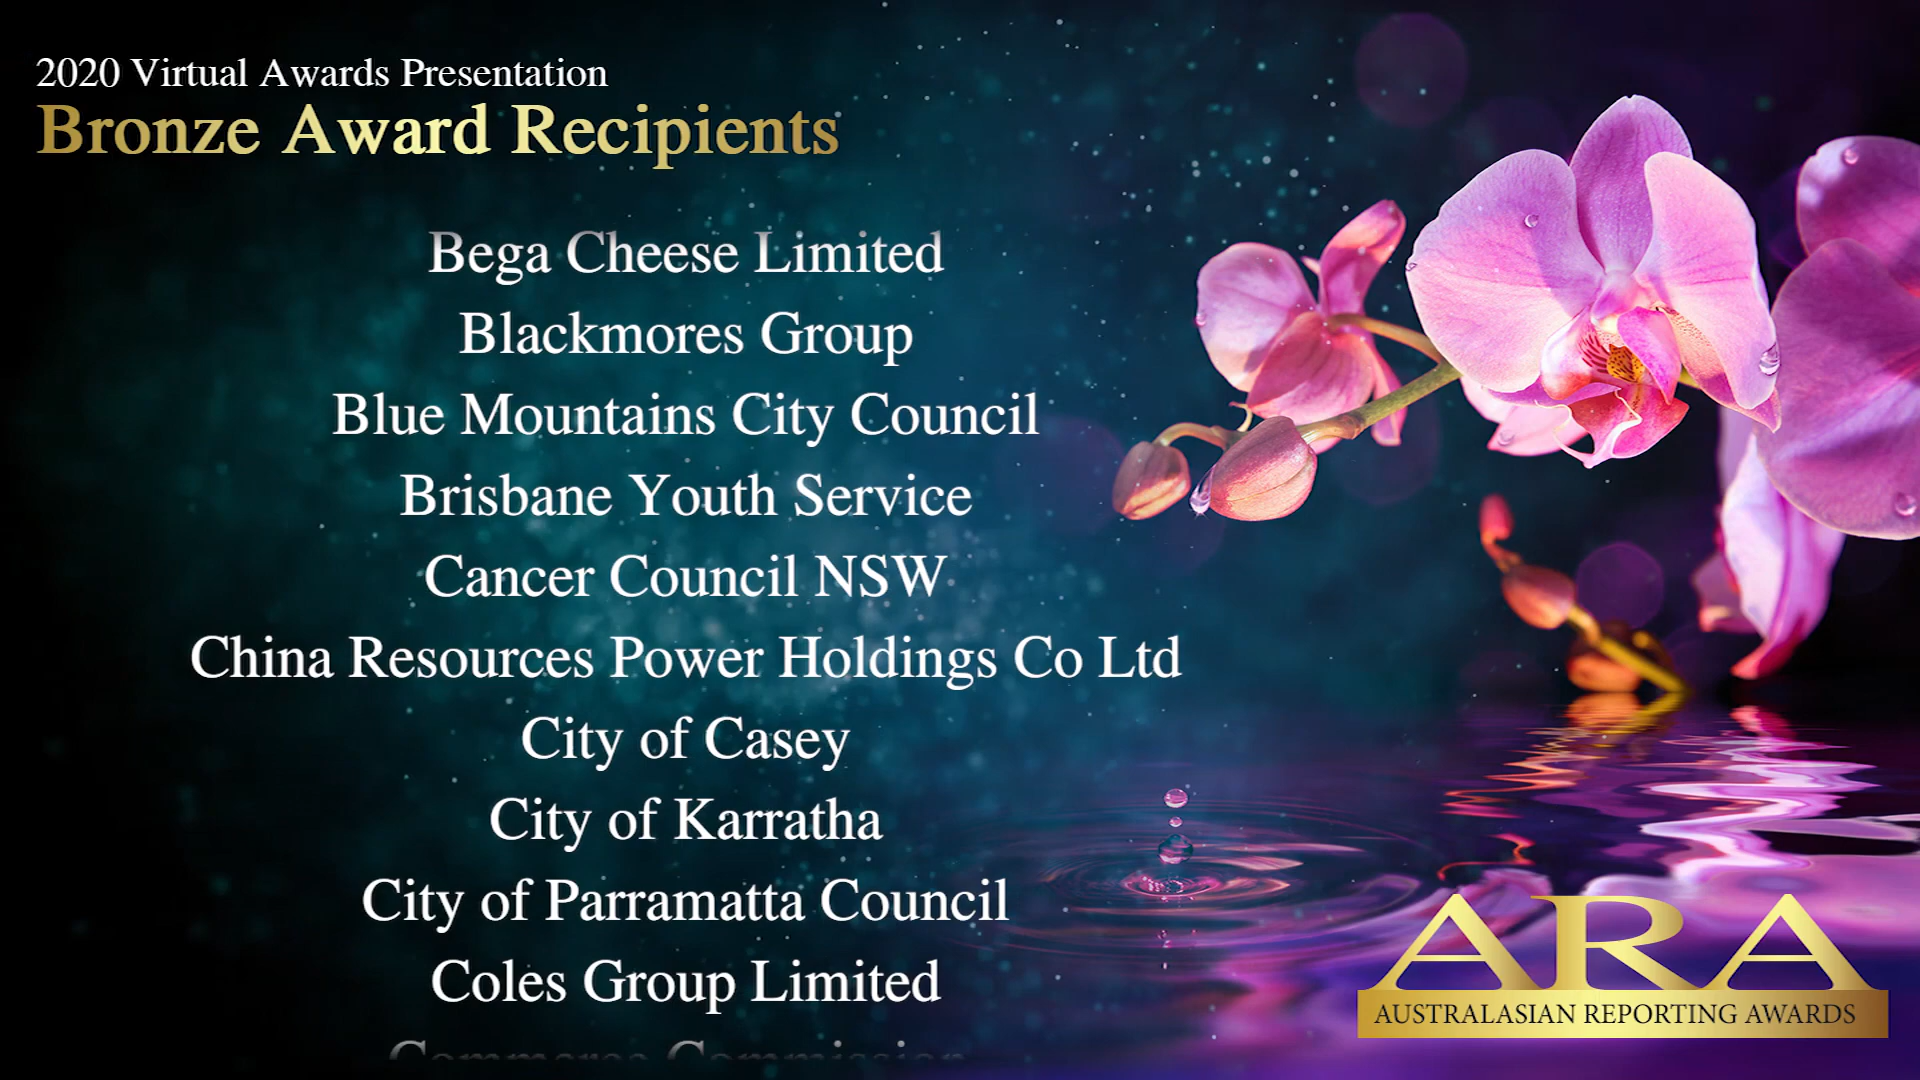 2020 Virtual Awards Presentation
Bronze Award Recipients
Bega Cheese Limited
Blackmores Group
Blue Mountains City Council
Brisbane Youth Service
Cancer Council NSW
China Resources Power Holdings Co Ltd
City of Casey
City of Karratha
City of Parramatta Council
Coles Group Limited
Commerce Commission
ARA
AUSTRALASIAN REPORTING AWARDS